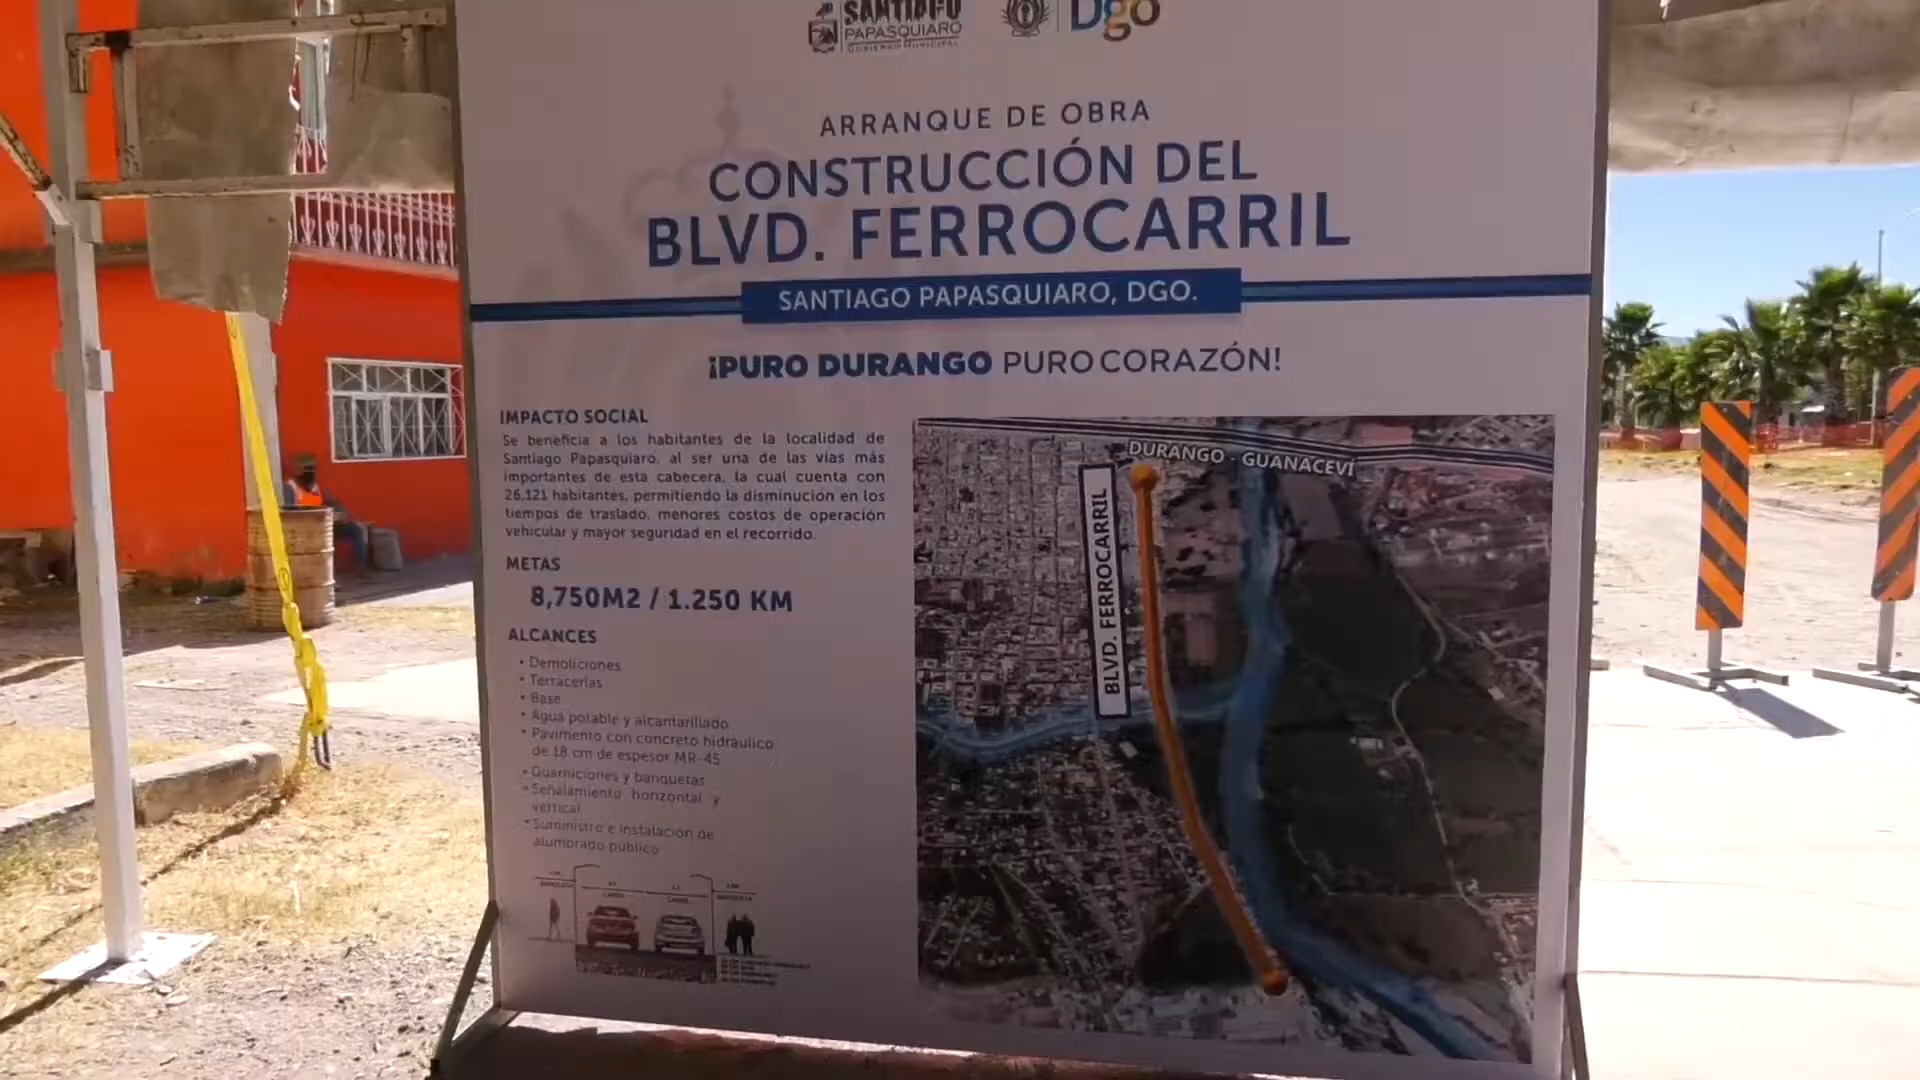 SANTIAGO
PAPASQUIARO
GOBIERNO MUNICIPAL
Dgo
ARRANQUE DE OBRA
CONSTRUCCIÓN DEL
BLVD. FERROCARRIL
SANTIAGO PAPASQUIARO, DGO.
¡PURO DURANGO PURO CORAZÓN!
IMPACTO SOCIAL
Se beneficia a los habitantes de la localidad de
Santiago Papasquiaro, al ser una de las vías más
importantes de esta cabecera, la cual cuenta con
26,121 habitantes, permitiendo la disminución en los
tiempos de traslado, menores costos de operación
vehicular y mayor seguridad en el recorrido.
METAS
8,750M2 / 1.250 KM
ALCANCES
• Demoliciones
• Terracerías
• Base
• Agua potable y alcantarillado
• Pavimento con concreto hidráulico
de 18 cm de espesor MR-45
• Guarniciones y banquetas
• Señalamiento horizontal y
vertical
• Suministro e instalación de
alumbrado público
DURANGO - GUANACEVÍ
BLVD. FERROCARRIL